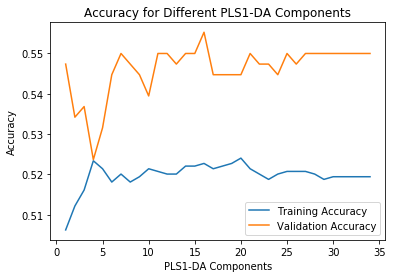 Accuracy for Different PLS1-DA Components
0.55
0.54
0.53
0.52
0.51
Accuracy
0
5
10
15
20
25
30
35
PLS1-DA Components
Training Accuracy
Validation Accuracy